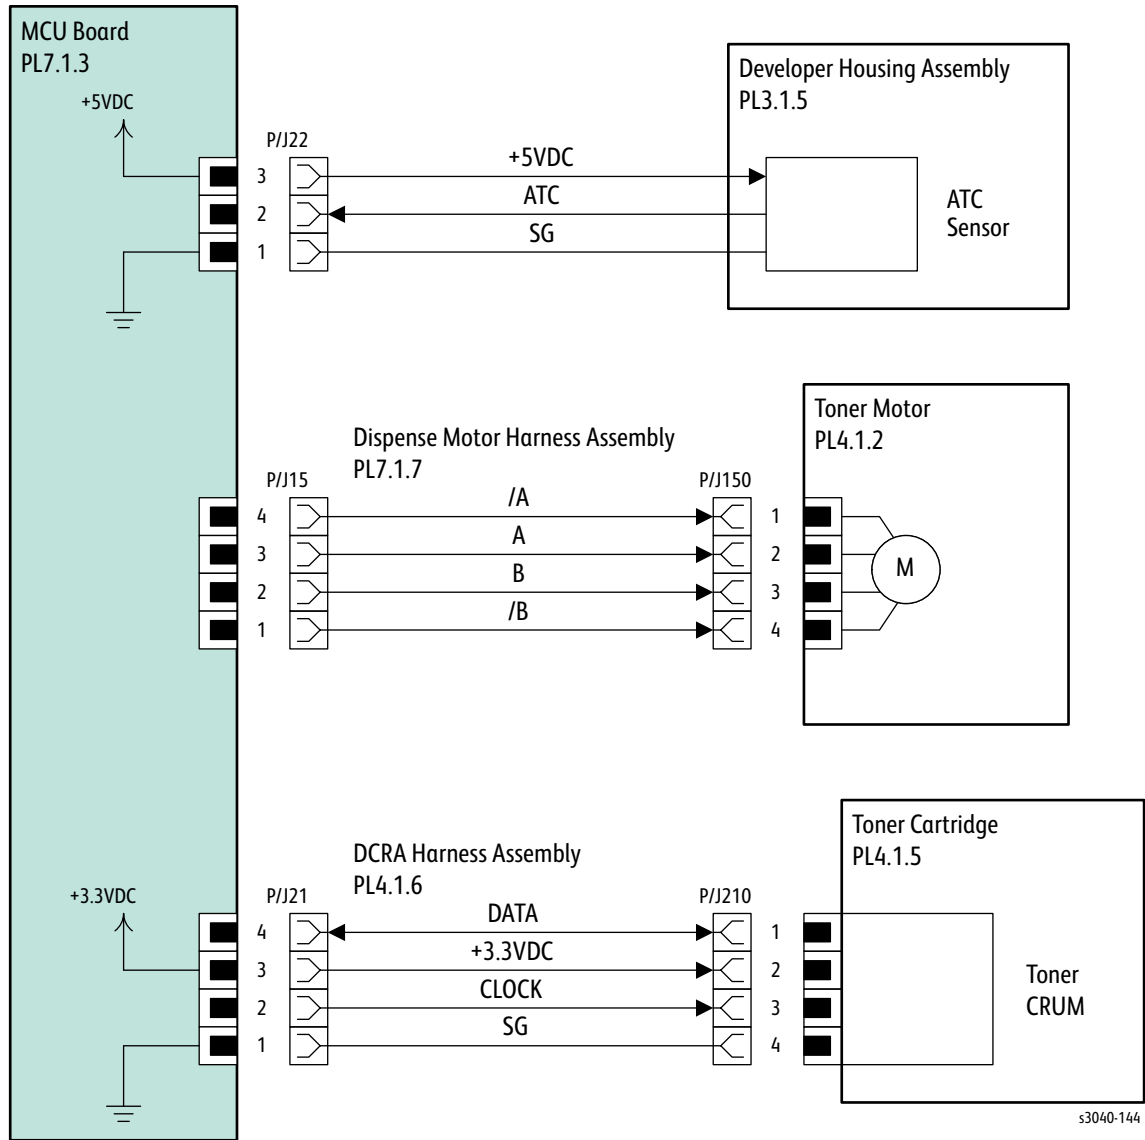 MCU Board
PL7.1.3
+5VDC
P/J22
3
2
1
+5VDC
ATC
SG
Developer Housing Assembly
PL3.1.5
ATC
Sensor
Dispense Motor Harness Assembly
PL7.1.7
P/J15
4
3
2
1
/A
A
B
/B
P/J150
1
2
3
4
Toner Motor
PL4.1.2
M
DCRA Harness Assembly
PL4.1.6
+3.3VDC
P/J21
4
3
2
1
DATA
+3.3VDC
CLOCK
SG
P/J210
1
2
3
4
Toner Cartridge
PL4.1.5
Toner
CRUM
s3040-144